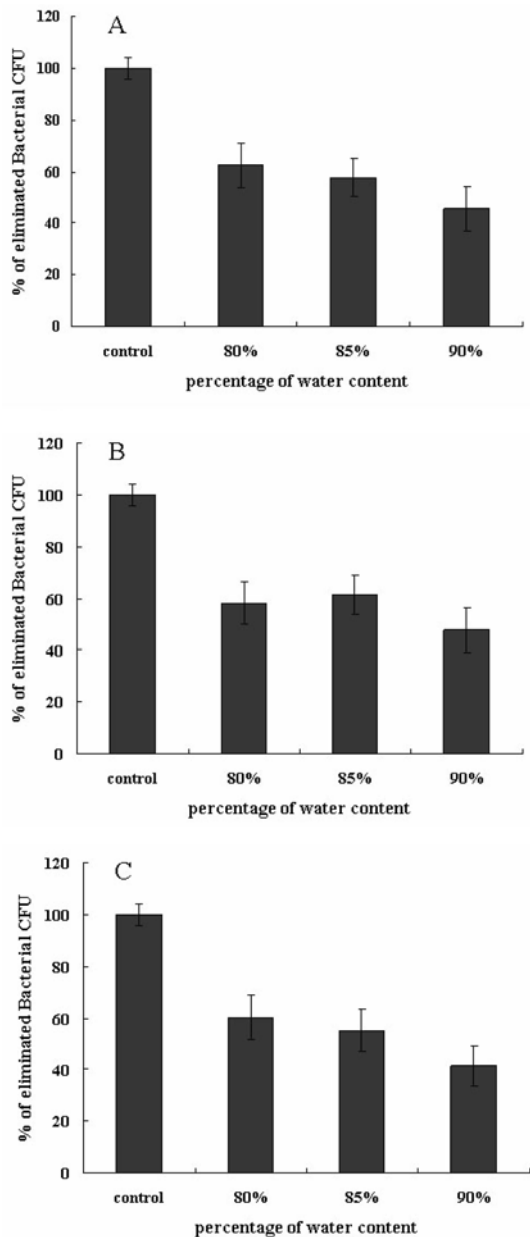 A
% of eliminated Bacterial CFU
120
100
80
60
40
20
0
control 80% 85% 90%
percentage of water content
B
% of eliminated Bacterial CFU
120
100
80
60
40
20
0
control 80% 85% 90%
percentage of water content
C
% of eliminated Bacterial CFU
120
100
80
60
40
20
0
control 80% 85% 90%
percentage of water content